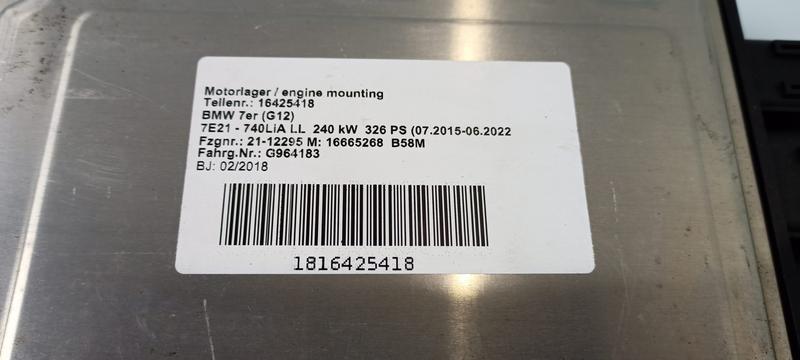 Motorlager / engine mounting
Teilenr.: 16425418
BMW 7er (G12)
7E21 - 740LiA LL 240 kW 326 PS (07.2015-06.2022
Fzgnr.: 21-12295 M: 16665268 B58M
Fahrg.Nr.: G964183
BJ: 02/2018
1816425418